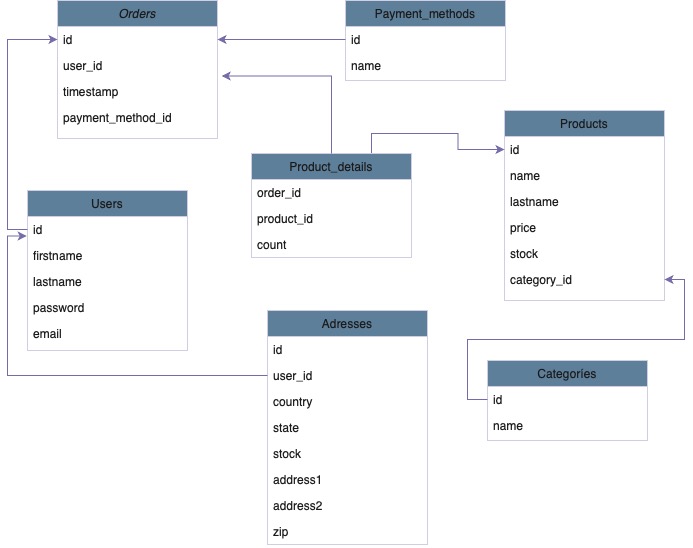 Orders
id
user_id
timestamp
payment_method_id
Payment_methods
id
name
Products
id
name
lastname
price
stock
category_id
Product_details
order_id
product_id
count
Users
id
firstname
lastname
password
email
Adresses
id
user_id
country
state
stock
address1
address2
zip
Categories
id
name